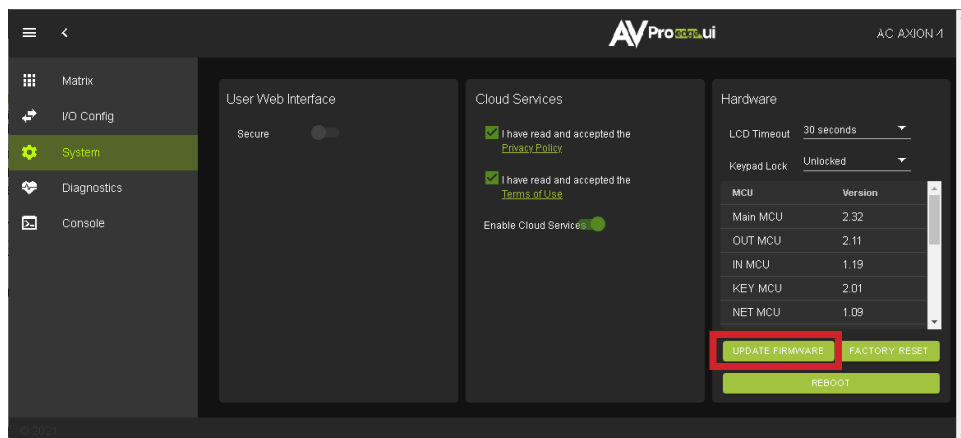 AVProedge.ui
AC AXION 4
Matrix
I/O Config
System
Diagnostics
Console
User Web Interface
Secure
Cloud Services
I have read and accepted the
Privacy Policy
I have read and accepted the
Terms of Use
Enable Cloud Services
Hardware
LCD Timeout 30 seconds
Keypad Lock Unlocked
MCU Version
Main MCU 2.32
OUT MCU 2.11
IN MCU 1.19
KEY MCU 2.01
NET MCU 1.09
UPDATE FIRMWARE FACTORY RESET
REBOOT
© 2021